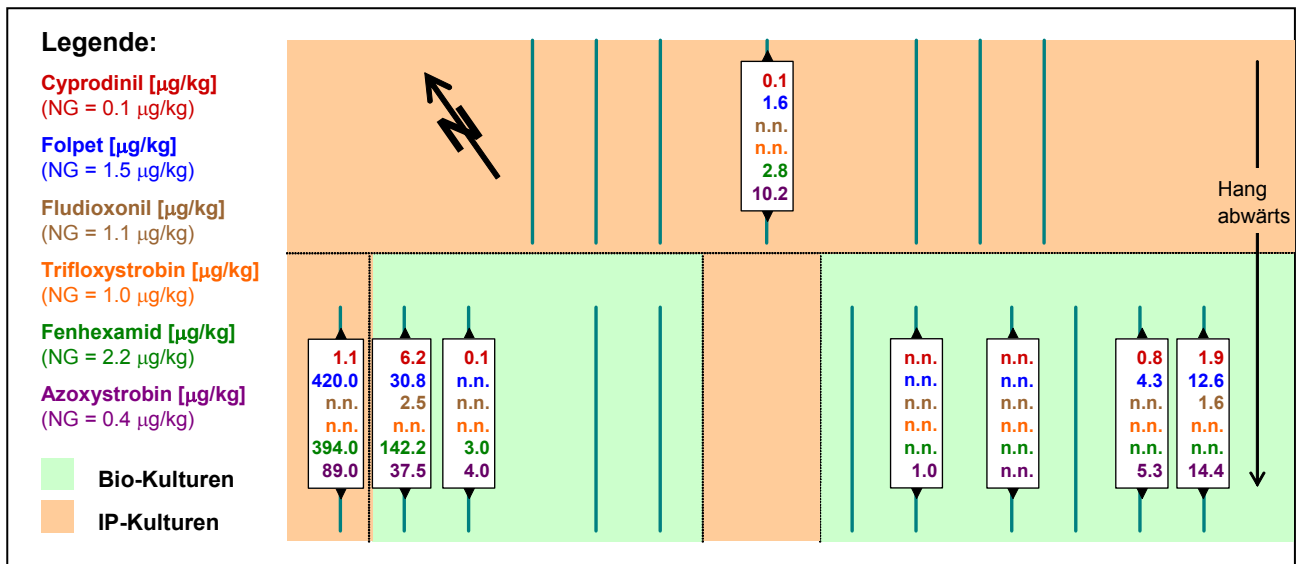 Legende:
Cyprodinil [µg/kg]
(NG = 0.1 µg/kg)
Folpet [µg/kg]
(NG = 1.5 µg/kg)
Fludioxonil [µg/kg]
(NG = 1.1 µg/kg)
Trifloxystrobin [µg/kg]
(NG = 1.0 µg/kg)
Fenhexamid [µg/kg]
(NG = 2.2 µg/kg)
Azoxystrobin [µg/kg]
(NG = 0.4 µg/kg)
Bio-Kulturen
IP-Kulturen
N
0.1
1.6
n.n.
n.n.
2.8
10.2
Hang
abwärts
1.1
420.0
n.n.
n.n.
394.0
89.0
6.2
30.8
2.5
n.n.
142.2
37.5
0.1
n.n.
n.n.
n.n.
3.0
4.0
n.n.
n.n.
n.n.
n.n.
n.n.
1.0
n.n.
n.n.
n.n.
n.n.
n.n.
n.n.
0.8
4.3
n.n.
n.n.
n.n.
5.3
1.9
12.6
1.6
n.n.
n.n.
14.4